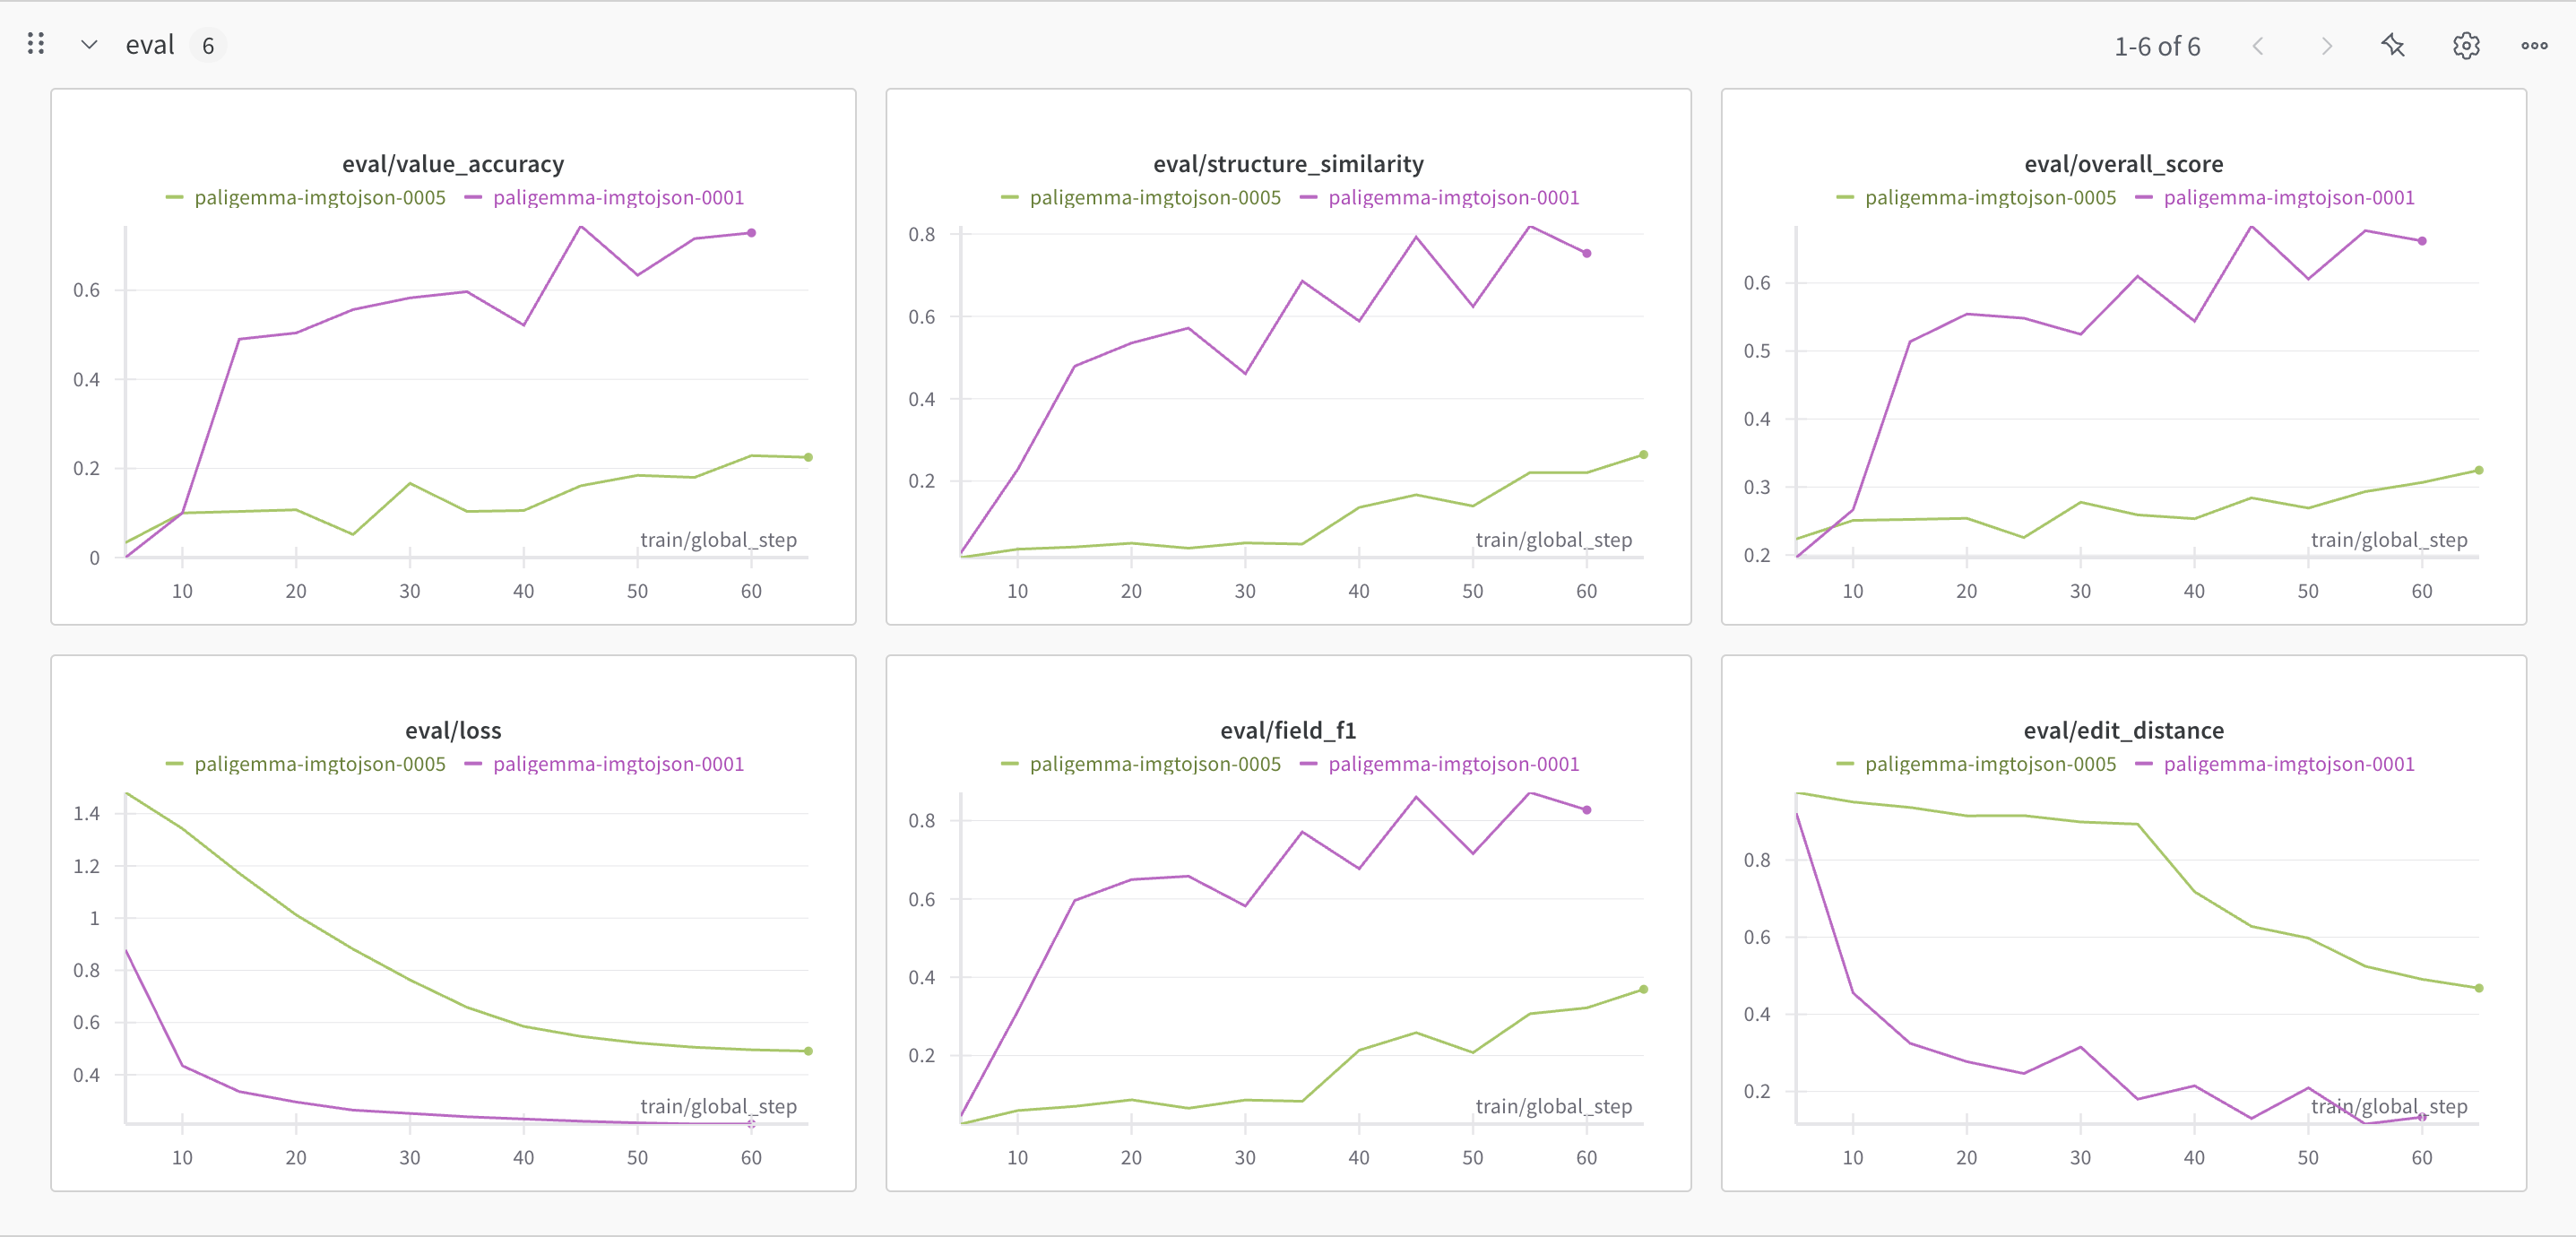 eval 6 1-6 of 6
eval/value_accuracy
paligemma-imgtojson-0005 paligemma-imgtojson-0001
0.6
0.4
0.2
0
train/global_step
10 20 30 40 50 60
eval/structure_similarity
paligemma-imgtojson-0005 paligemma-imgtojson-0001
0.8
0.6
0.4
0.2
train/global_step
10 20 30 40 50 60
eval/overall_score
paligemma-imgtojson-0005 paligemma-imgtojson-0001
0.6
0.5
0.4
0.3
0.2
train/global_step
10 20 30 40 50 60
eval/loss
paligemma-imgtojson-0005 paligemma-imgtojson-0001
1.4
1.2
1
0.8
0.6
0.4
train/global_step
10 20 30 40 50 60
eval/field_f1
paligemma-imgtojson-0005 paligemma-imgtojson-0001
0.8
0.6
0.4
0.2
train/global_step
10 20 30 40 50 60
eval/edit_distance
paligemma-imgtojson-0005 paligemma-imgtojson-0001
0.8
0.6
0.4
0.2
train/global_step
10 20 30 40 50 60